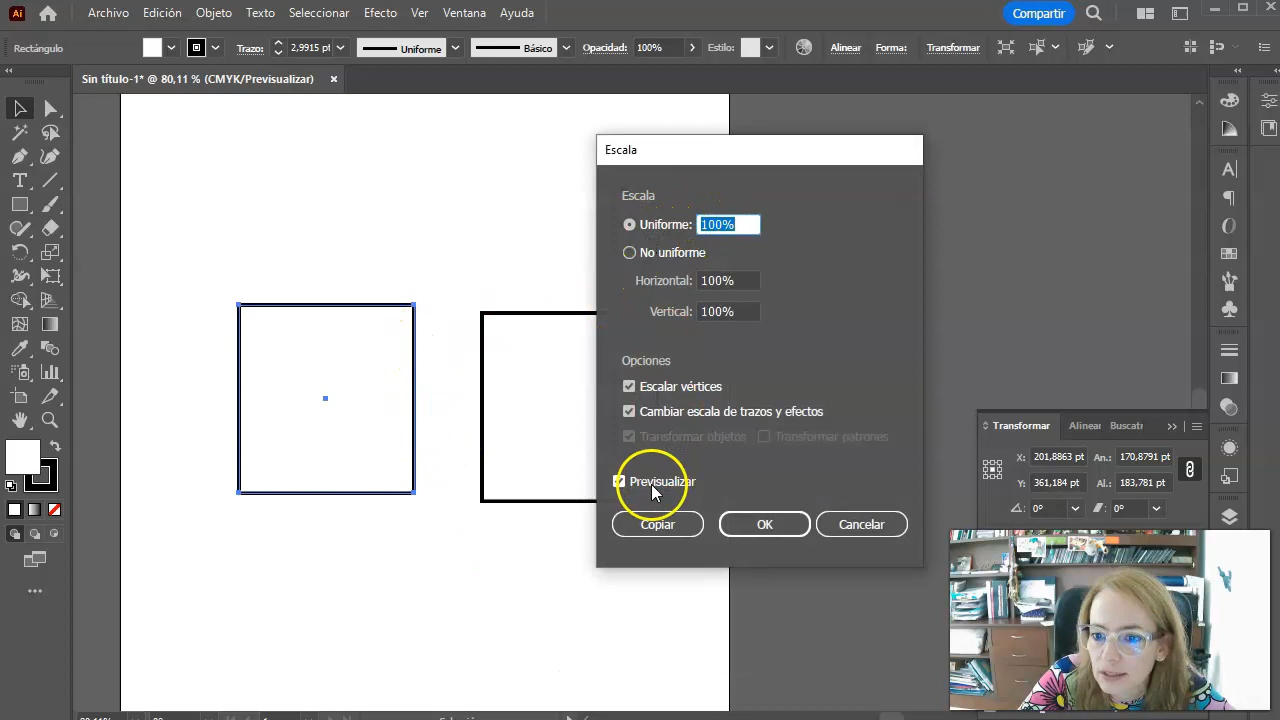 Ai
Archivo Edición Objeto Texto Seleccionar Efecto Ver Ventana Ayuda
Compartir
Rectángulo
Trazo: 2,9915 pt
Uniforme
Básico
Opacidad: 100%
Estilo:
Alinear
Forma:
Transformar
Sin título-1* @ 80,11 % (CMYK/Previsualizar)
Escala
Escala
Uniforme: 100%
No uniforme
Horizontal: 100%
Vertical: 100%
Opciones
Escalar vértices
Cambiar escala de trazos y efectos
Transformar objetos Transformar patrones
Previsualizar
Copiar OK Cancelar
Transformar Alinear Buscatr
X: 201,8863 pt An.: 170,8791 pt
Y: 361,184 pt Al.: 183,781 pt
0° 0°